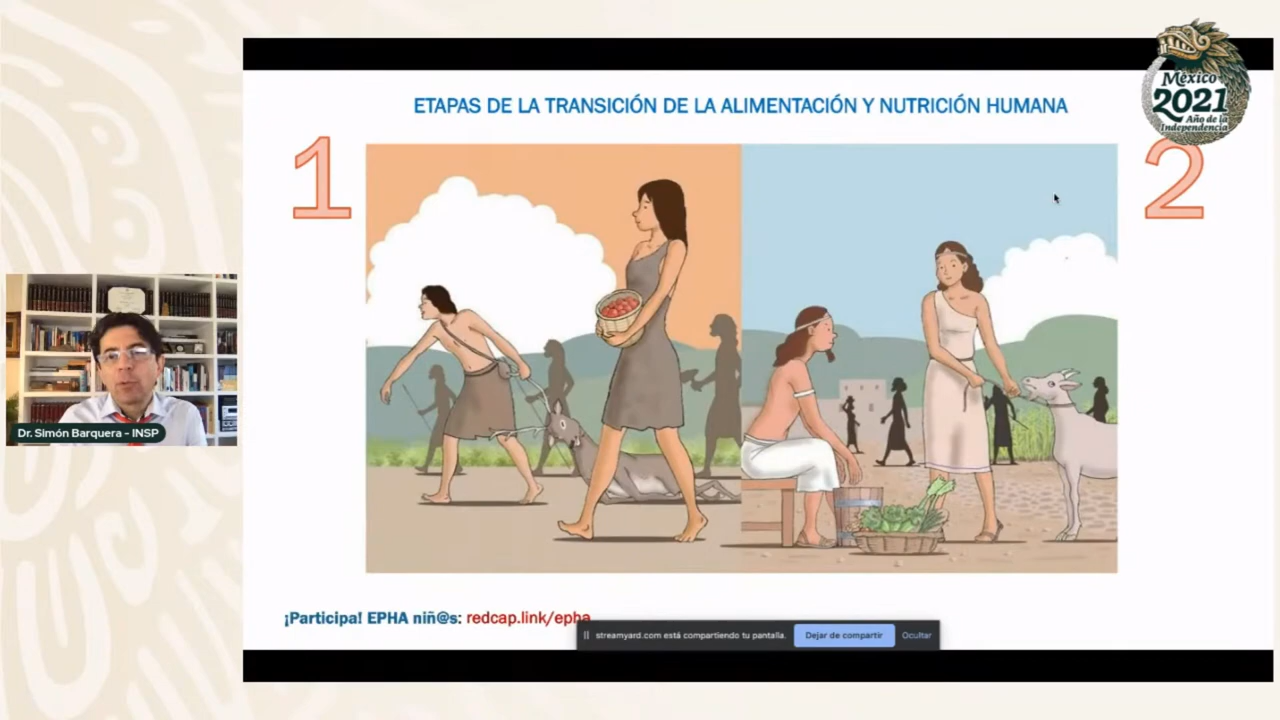 México
2021
Año de la
Independencia
ETAPAS DE LA TRANSICIÓN DE LA ALIMENTACIÓN Y NUTRICIÓN HUMANA
1
2
Dr. Simón Barquera - INSP
¡Participa! EPHA niñ@s: redcap.link/epha
streamyard.com está compartiendo tu pantalla.
Dejar de compartir
Ocultar